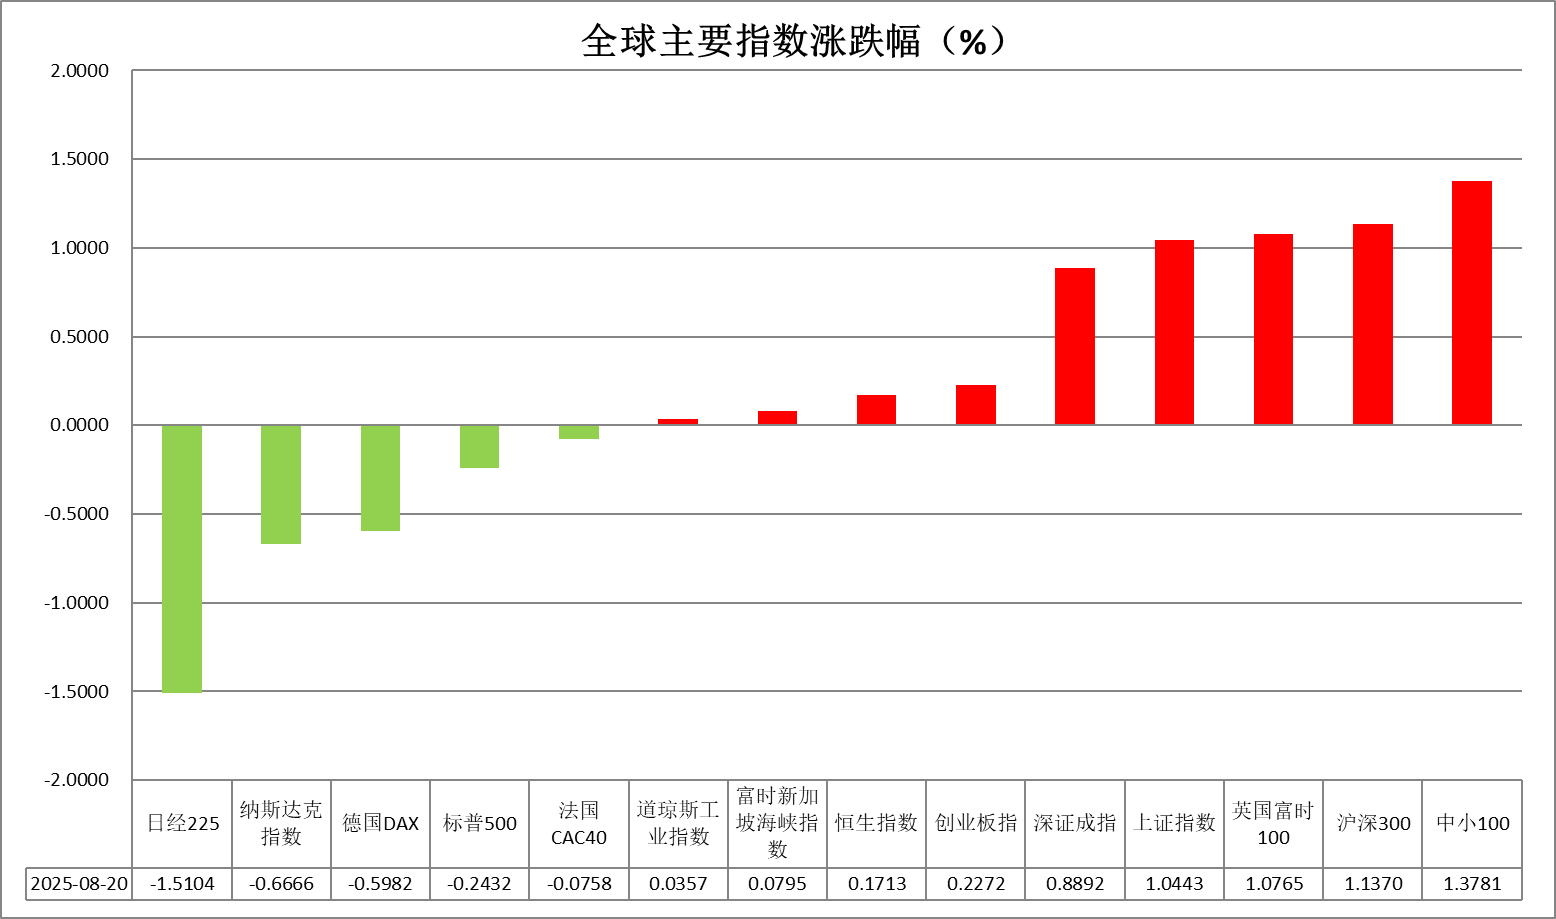 全球主要指数涨跌幅（%）
2.0000
1.5000
1.0000
0.5000
0.0000
-0.5000
-1.0000
-1.5000
-2.0000
日经225
纳斯达克
指数
德国DAX
标普500
法国
CAC40
道琼斯工
业指数
富时新加
坡海峡指
数
恒生指数
创业板指
深证成指
上证指数
英国富时
100
沪深300
中小100
2025-08-20 -1.5104 -0.6666 -0.5982 -0.2432 -0.0758 0.0357 0.0795 0.1713 0.2272 0.8892 1.0443 1.0765 1.1370 1.3781